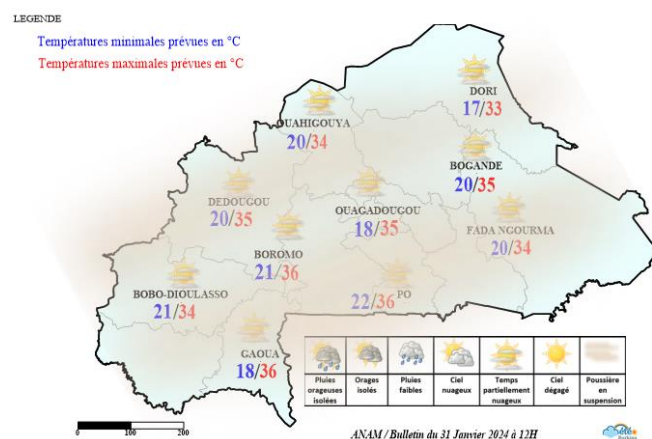 LEGENDE
Températures minimales prévues en °C
Températures maximales prévues en °C
DORI
17/33
OUAHIGOUYA
20/34
BOGANDE
20/35
DEDOUGOU
20/35
OUAGADOUGOU
18/35
FADA NGOURMA
20/34
BOROMO
21/36
BOBO-DIOULASSO
21/34
PO
22/36
GAOUA
18/36
Pluies orageuses isolées
Orages isolés
Pluies faibles
Ciel nuageux
Temps partiellement nuageux
Ciel dégagé
Poussière en suspension
0 100 200
ANAM / Bulletin du 31 Janvier 2024 à 12H